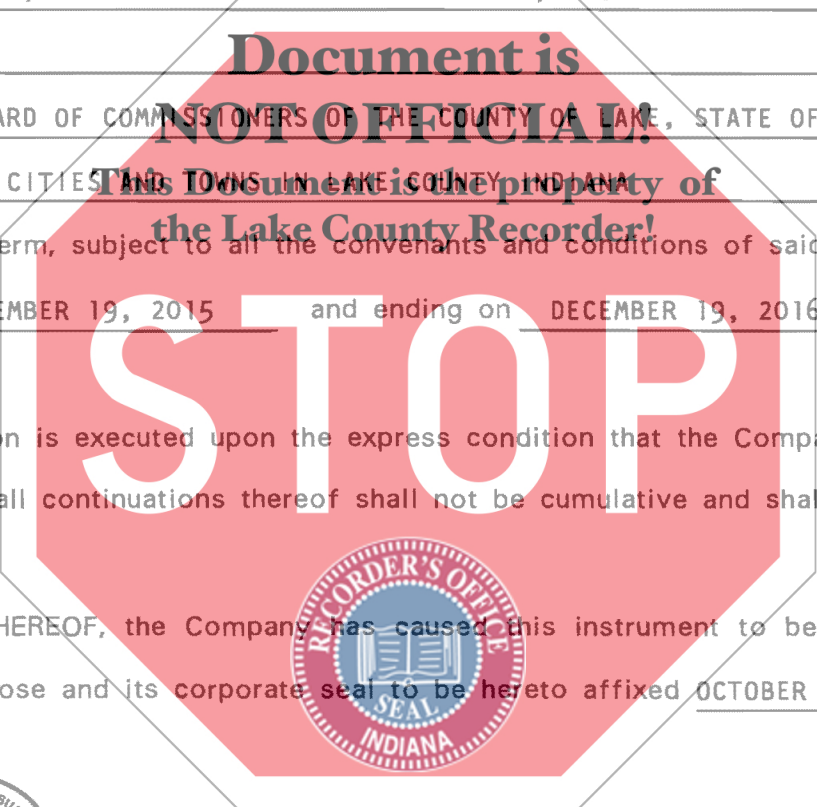 Document is
NOT OFFICIAL!
ARD OF COMMISSIONERS OF THE COUNTY OF LAKE, STATE OF
This Document is the property of
CITIES AND TOWNS IN LAKE COUNTY INDIANA
the Lake County Recorder!
erm, subject to all the convenants and conditions of said
EMBER 19, 2015 and ending on DECEMBER 19, 2016
STOP
on is executed upon the express condition that the Compa
all continuations thereof shall not be cumulative and shal
RECORDER'S OFFICE
HEREOF, the Company has caused this instrument to be
ose and its corporate seal to be hereto affixed OCTOBER
SEAL
INDIANA